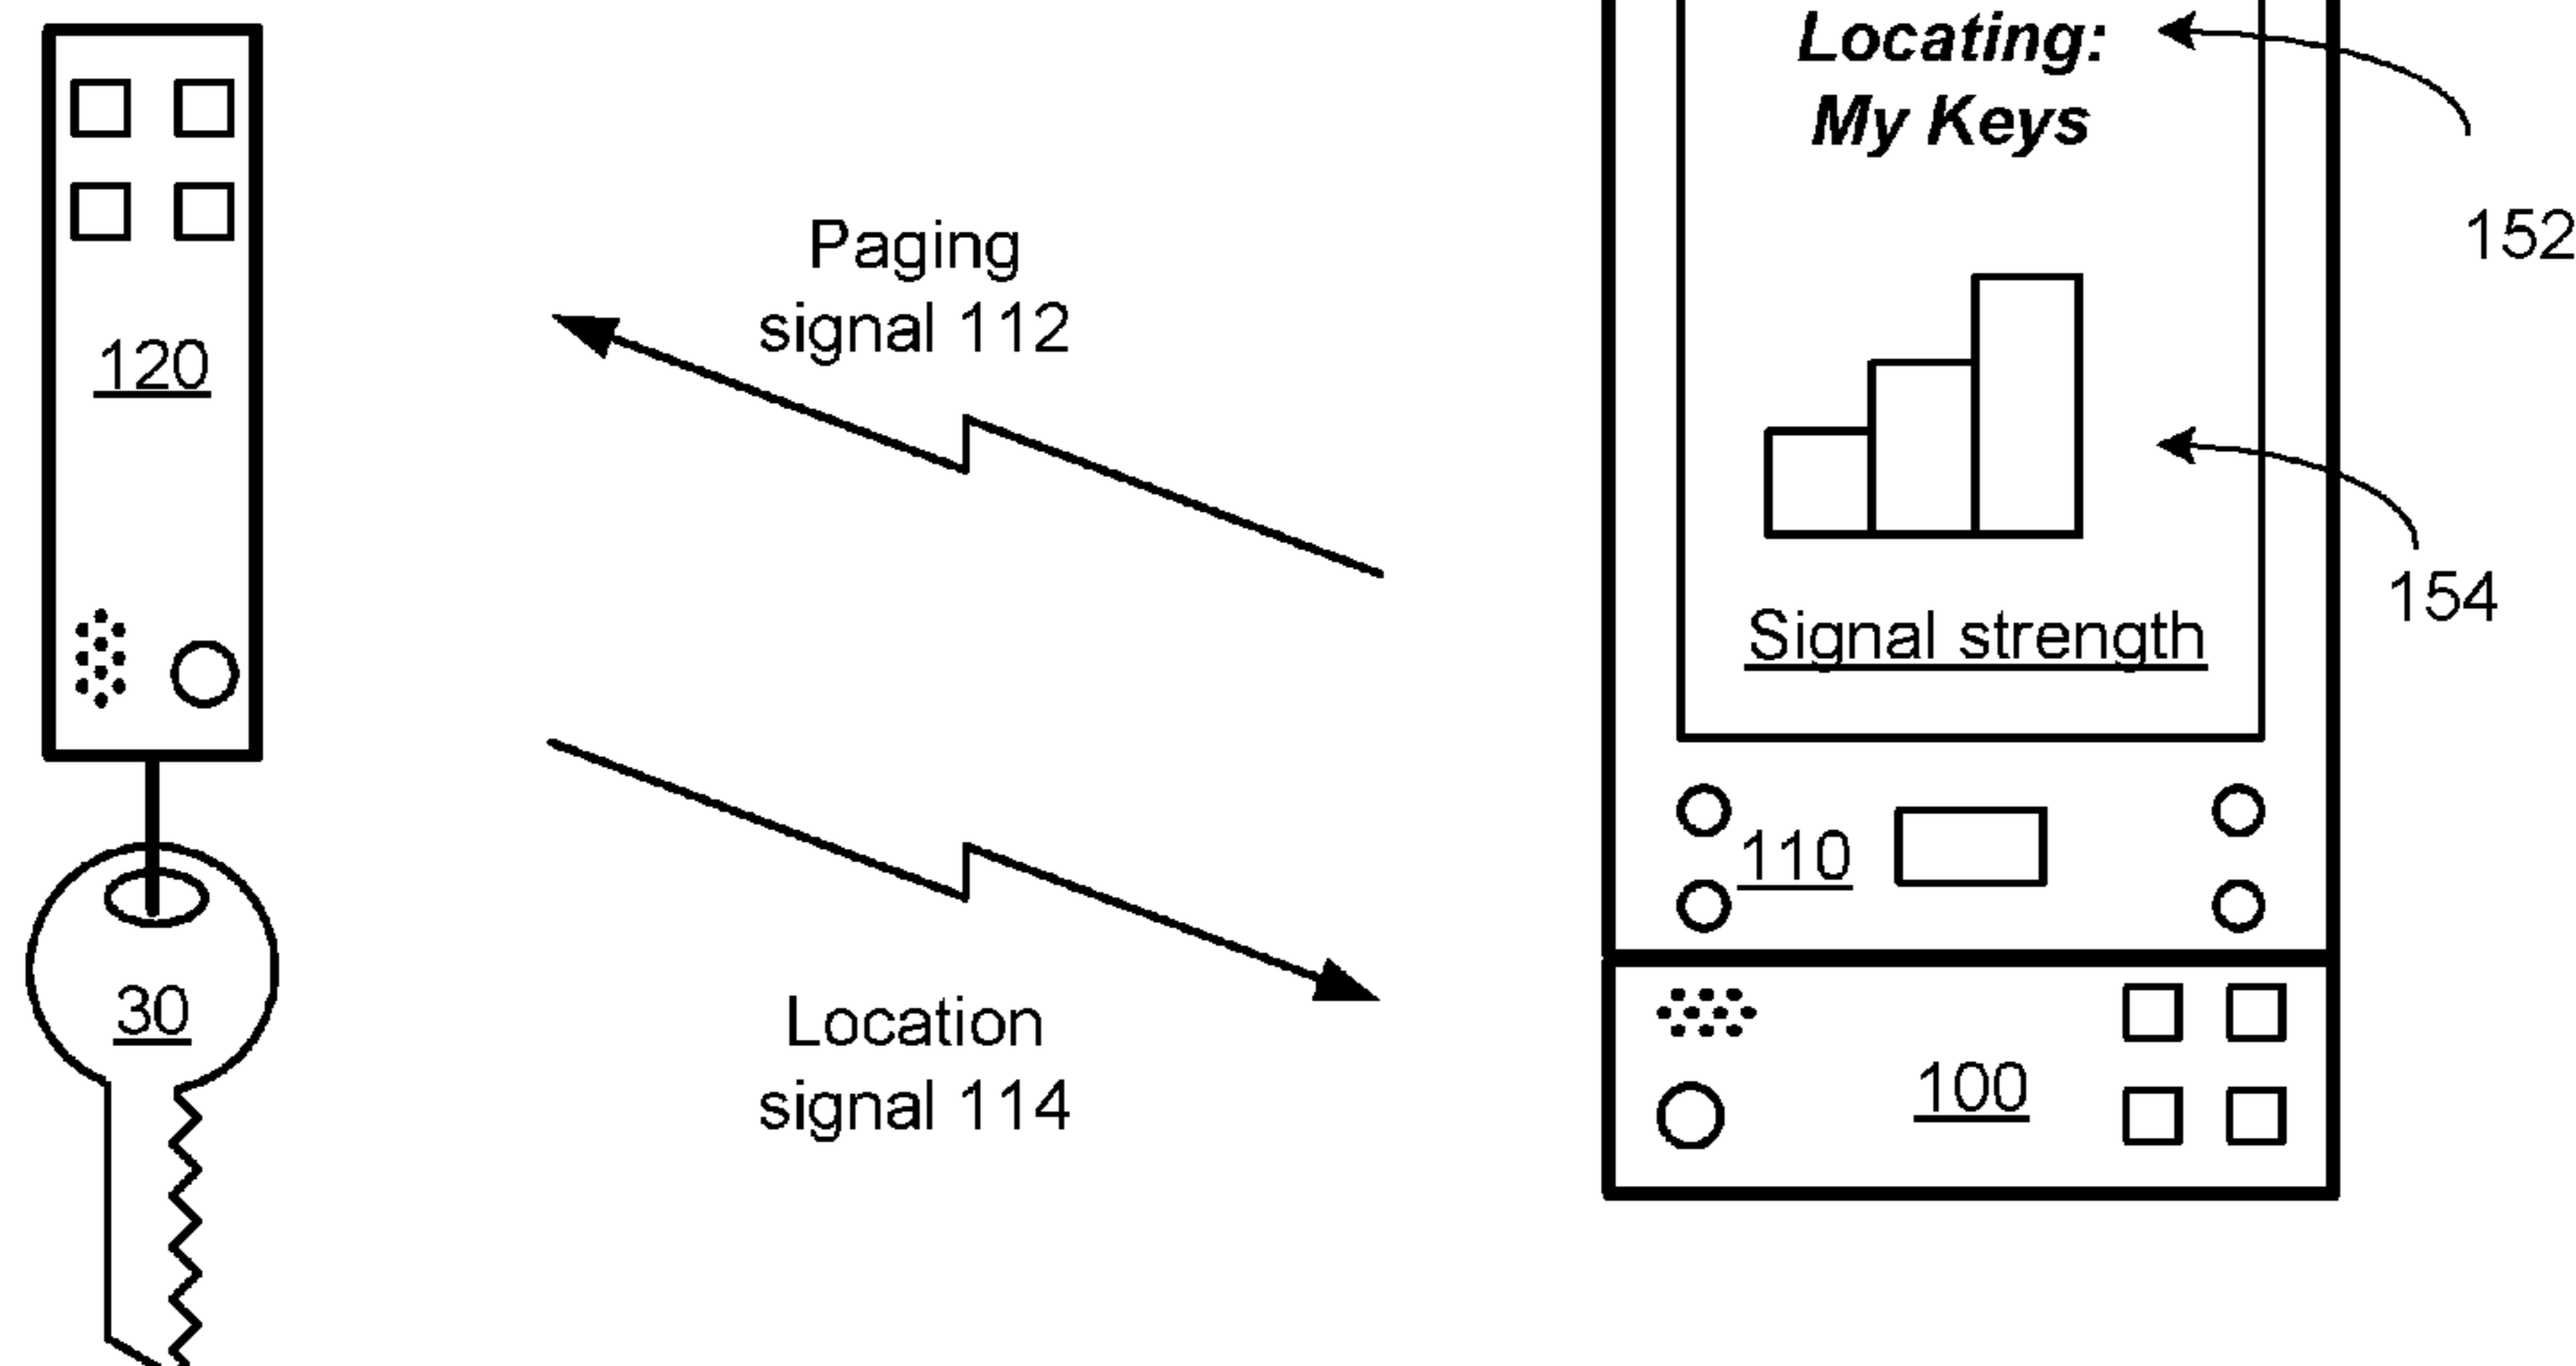 Locating:
My Keys
152
Paging
signal 112
120
154
Signal strength
110
30
Location
signal 114
100